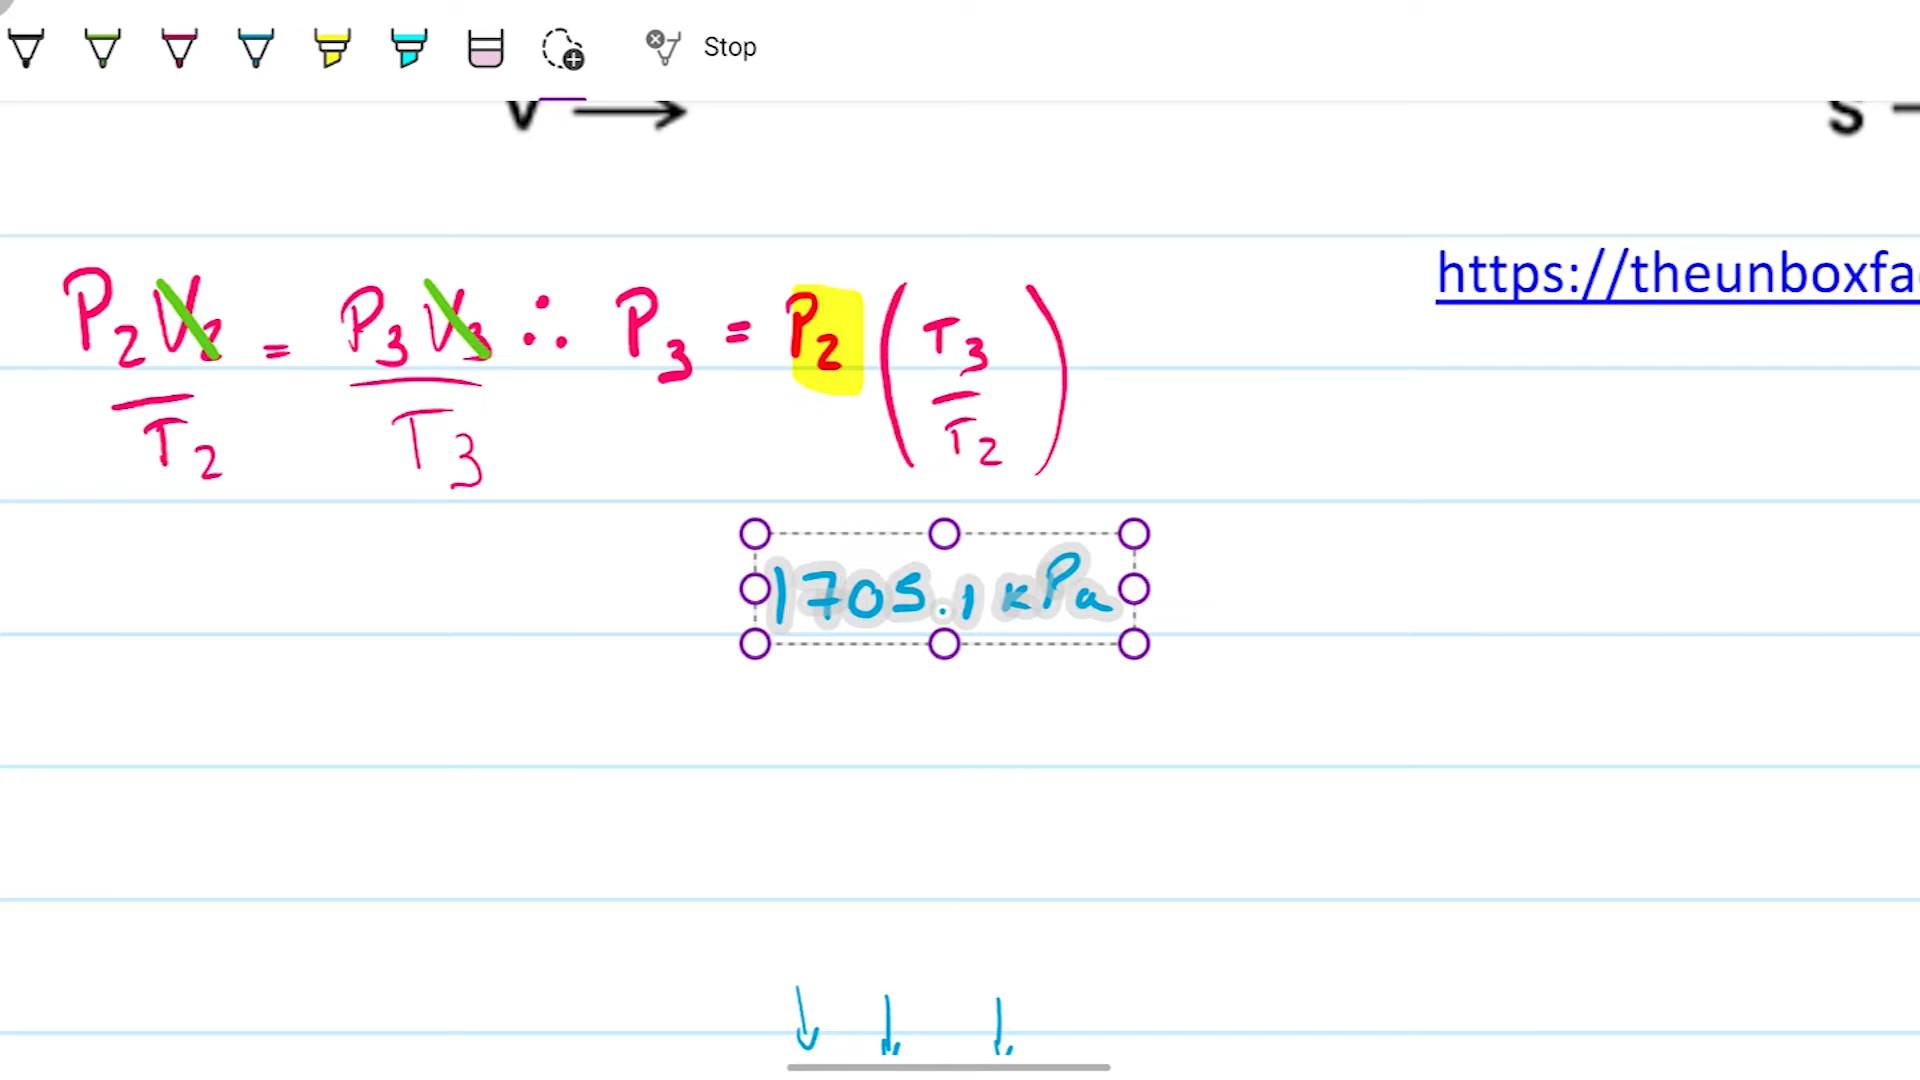 Stop
V →
S
https://theunboxfa
P₂V₂/T₂ = P₃V₃/T₃ ∴ P₃ = P₂ (T₃/T₂)
1705.1 kPa